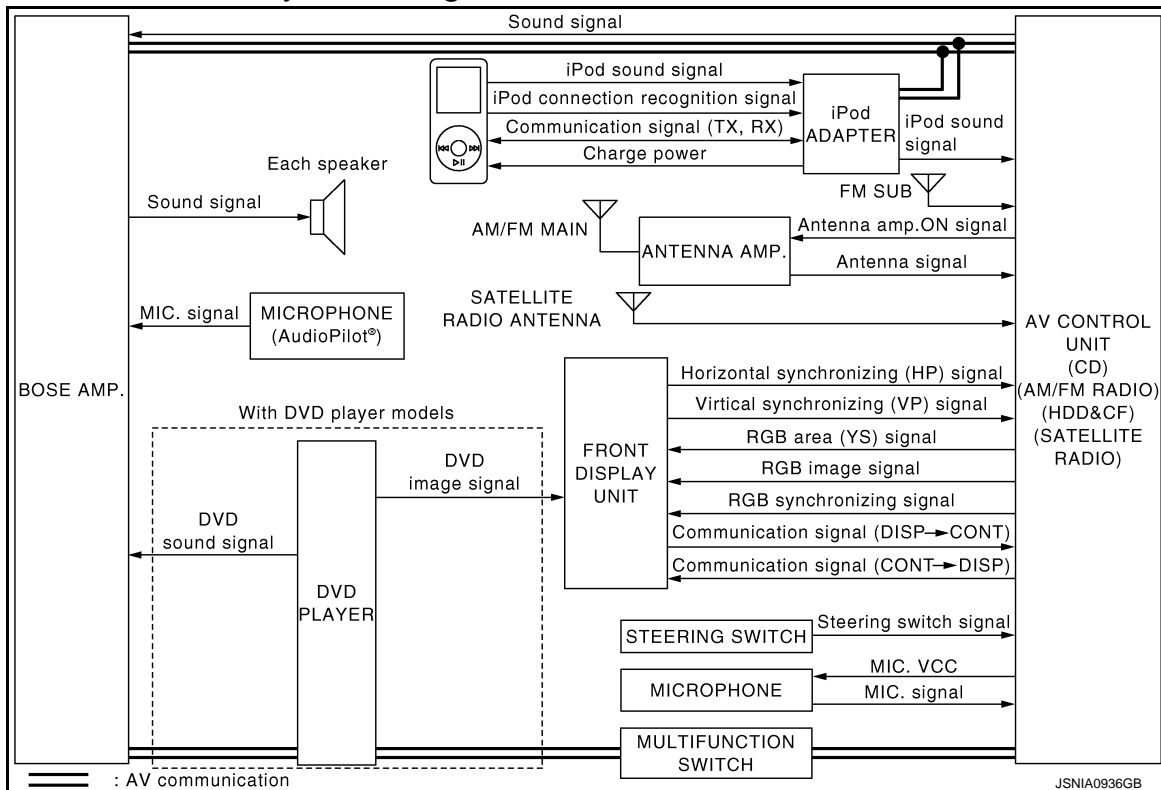 Sound signal
iPod sound signal
iPod connection recognition signal
Communication signal (TX, RX)
Charge power
iPod
ADAPTER
iPod sound
signal
Each speaker
Sound signal
FM SUB
AM/FM MAIN
ANTENNA AMP.
Antenna amp.ON signal
Antenna signal
SATELLITE
RADIO ANTENNA
MIC. signal
MICROPHONE
(AudioPilot®)
BOSE AMP.
AV CONTROL
UNIT
(CD)
(AM/FM RADIO)
(HDD&CF)
(SATELLITE
RADIO)
With DVD player models
DVD
image signal
DVD
sound signal
DVD
PLAYER
FRONT
DISPLAY
UNIT
Horizontal synchronizing (HP) signal
Virtical synchronizing (VP) signal
RGB area (YS) signal
RGB image signal
RGB synchronizing signal
Communication signal (DISP→CONT)
Communication signal (CONT→DISP)
STEERING SWITCH
Steering switch signal
MICROPHONE
MIC. VCC
MIC. signal
MULTIFUNCTION
SWITCH
: AV communication
JSNIA0936GB